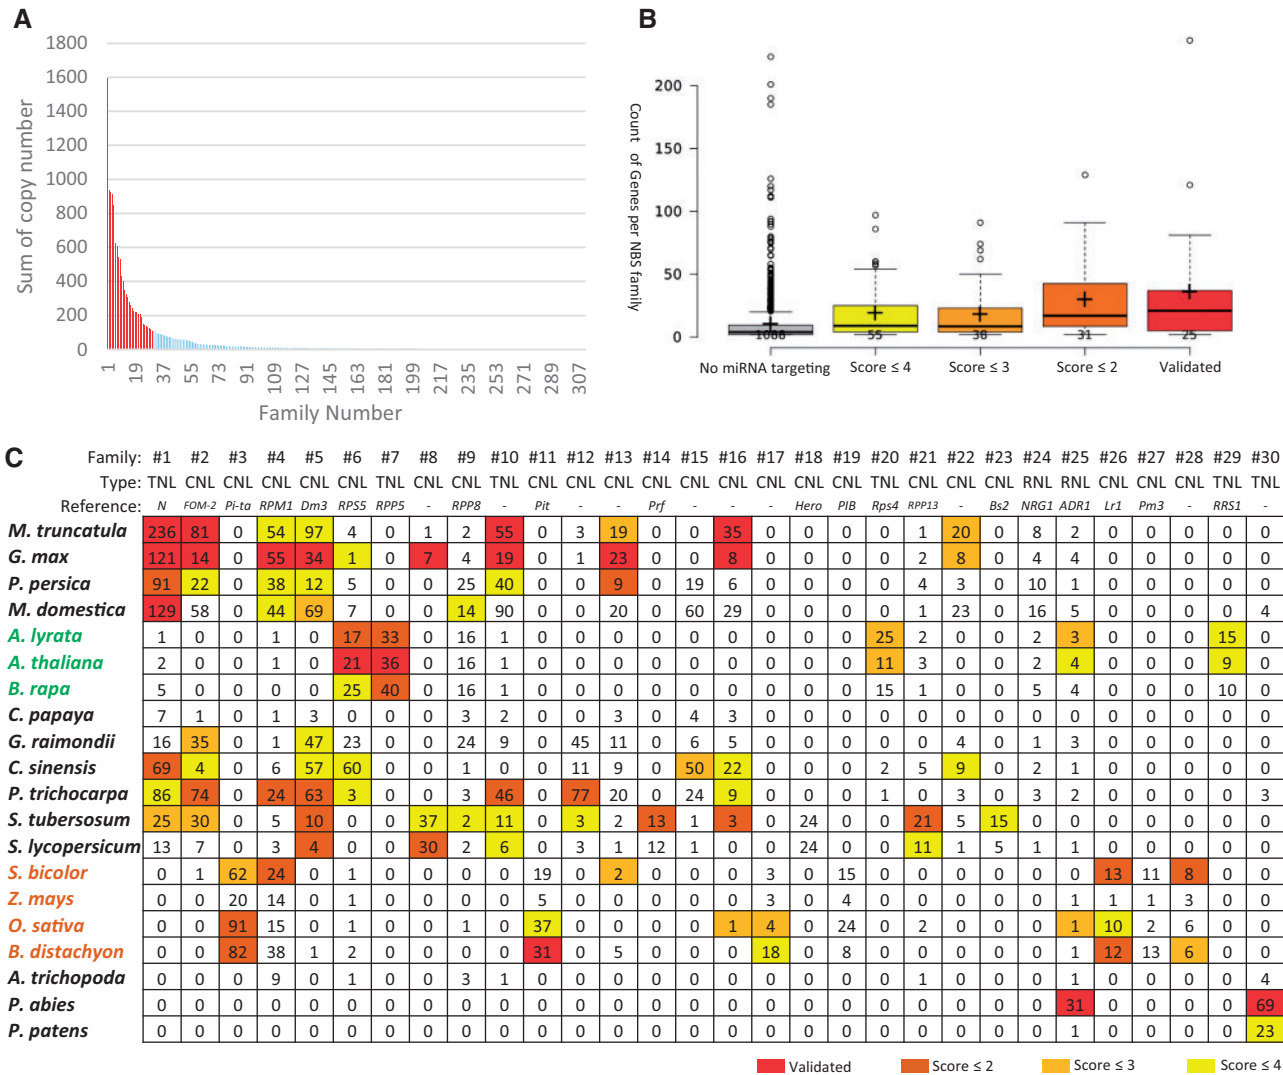 A
1800
1600
1400
1200
1000
800
600
400
200
0
Sum of copy number
1 19 37 55 73 91 109 127 145 163 181 199 217 235 253 271 289 307
Family Number
B
200
150
100
50
0
Count of Genes per NBS family
1086 55 36 31 25
No miRNA targeting Score ≤ 4 Score ≤ 3 Score ≤ 2 Validated
C
Family: #1 #2 #3 #4 #5 #6 #7 #8 #9 #10 #11 #12 #13 #14 #15 #16 #17 #18 #19 #20 #21 #22 #23 #24 #25 #26 #27 #28 #29 #30
Type: TNL CNL CNL CNL CNL CNL TNL CNL CNL TNL CNL CNL CNL CNL CNL CNL CNL CNL CNL TNL CNL CNL CNL RNL RNL CNL CNL CNL TNL TNL
Reference: N FOM-2 Pi-ta RPM1 Dm3 RPS5 RPP5 - RPP8 - Pit - - Prf - - - Hero PIB Rps4 RPP13 - Bs2 NRG1 ADR1 Lr1 Pm3 - RRS1 -
M. truncatula 236 81 0 54 97 4 0 1 2 55 0 3 19 0 0 35 0 0 0 0 1 20 0 8 2 0 0 0 0 0
G. max 121 14 0 55 34 1 0 7 4 19 0 1 23 0 0 8 0 0 0 0 2 8 0 4 4 0 0 0 0 0
P. persica 91 22 0 38 12 5 0 0 25 40 0 0 9 0 19 6 0 0 0 0 4 3 0 10 1 0 0 0 0 0
M. domestica 129 58 0 44 69 7 0 0 14 90 0 0 20 0 60 29 0 0 0 0 1 23 0 16 5 0 0 0 0 4
A. lyrata 1 0 0 1 0 17 33 0 16 1 0 0 0 0 0 0 0 0 0 25 2 0 0 2 3 0 0 0 15 0
A. thaliana 2 0 0 1 0 21 36 0 16 1 0 0 0 0 0 0 0 0 0 11 3 0 0 2 4 0 0 0 9 0
B. rapa 5 0 0 0 0 25 40 0 16 1 0 0 0 0 0 0 0 0 0 15 1 0 0 5 4 0 0 0 10 0
C. papaya 7 1 0 1 3 0 0 0 3 2 0 0 3 0 4 3 0 0 0 0 0 0 0 0 0 0 0 0 0 0
G. raimondii 16 35 0 1 47 23 0 0 24 9 0 45 11 0 6 5 0 0 0 0 0 4 0 1 3 0 0 0 0 0
C. sinensis 69 4 0 6 57 60 0 0 1 0 0 11 9 0 50 22 0 0 0 2 5 9 0 2 1 0 0 0 0 0
P. trichocarpa 86 74 0 24 63 3 0 0 3 46 0 77 20 0 24 9 0 0 0 1 0 3 0 3 2 0 0 0 0 3
S. tubersosum 25 30 0 5 10 0 0 37 2 11 0 3 2 13 1 3 0 24 0 0 21 5 15 0 1 0 0 0 0 0
S. lycopersicum 13 7 0 3 4 0 0 30 2 6 0 3 1 12 1 0 0 24 0 0 11 1 5 1 1 0 0 0 0 0
S. bicolor 0 1 62 24 0 1 0 0 0 0 19 0 2 0 0 0 3 0 15 0 0 0 0 0 0 13 11 8 0 0
Z. mays 0 0 20 14 0 1 0 0 0 0 5 0 0 0 0 0 3 0 4 0 0 0 0 0 1 1 1 3 0 0
O. sativa 0 0 91 15 0 1 0 0 1 0 37 0 0 0 0 1 4 0 24 0 2 0 0 0 1 10 2 6 0 0
B. distachyon 0 0 82 38 1 2 0 0 0 0 31 0 5 0 0 0 18 0 8 0 0 0 0 0 1 12 13 6 0 0
A. trichopoda 0 0 0 9 0 1 0 0 3 1 0 0 0 0 0 0 0 0 0 0 1 0 0 0 1 0 0 0 0 4
P. abies 0 0 0 0 0 0 0 0 0 0 0 0 0 0 0 0 0 0 0 0 0 0 0 0 31 0 0 0 0 69
P. patens 0 0 0 0 0 0 0 0 0 0 0 0 0 0 0 0 0 0 0 0 0 0 0 0 1 0 0 0 0 23
Validated Score ≤ 2 Score ≤ 3 Score ≤ 4